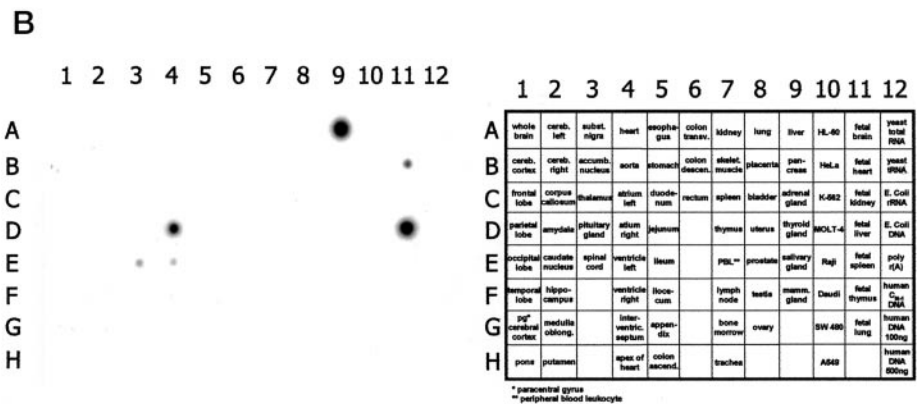 B
1 2 3 4 5 6 7 8 9 10 11 12
A
B
C
D
E
F
G
H
1 2 3 4 5 6 7 8 9 10 11 12
A whole brain cereb. left subst. nigra heart esopha-gus colon transv. kidney lung liver HL-60 fetal brain yeast total RNA
B cereb. cortex cereb. right accumb. nucleus aorta stomach colon descen. skelet. muscle placenta pan-creas HeLa fetal heart yeast tRNA
C frontal lobe corpus callosum thalamus atrium left duode-num rectum spleen bladder adrenal gland K-562 fetal kidney E. Coli rRNA
D parietal lobe amydala pituitary gland atium right jejunum thymus uterus thyroid gland MOLT-4 fetal liver E. Coli DNA
E occipital lobe caudate nucleus spinal cord ventricle left ileum PBL** prostate salivary gland Raji fetal spleen poly r(A)
F temporal lobe hippo-campus ventricle right iloce-cum lymph node testis mamm. gland Daudi fetal thymus human DNA
G pg* cerebral cortex medulla oblong. inter-ventric. septum appen-dix bone morrow ovary SW 480 fetal lung human DNA 100ng
H pons putamen apex of heart colon ascend. trachea A549 human DNA 500ng
* paracentral gyrus
** peripheral blood leukocyte